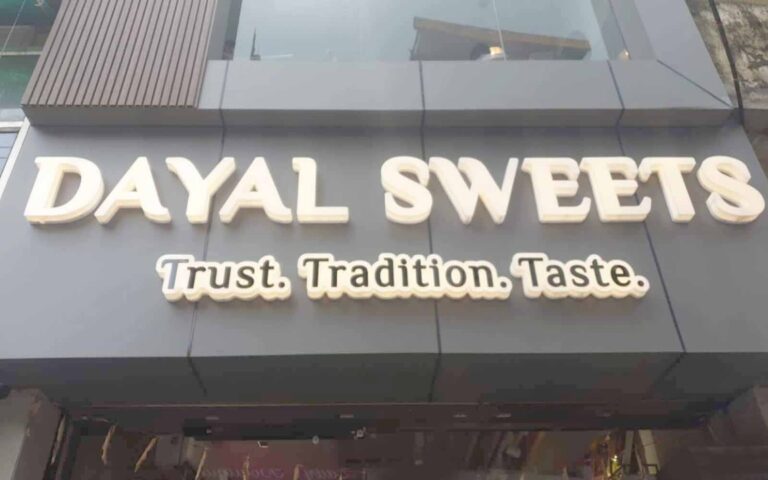 DAYAL SWEETS
Trust. Tradition. Taste.